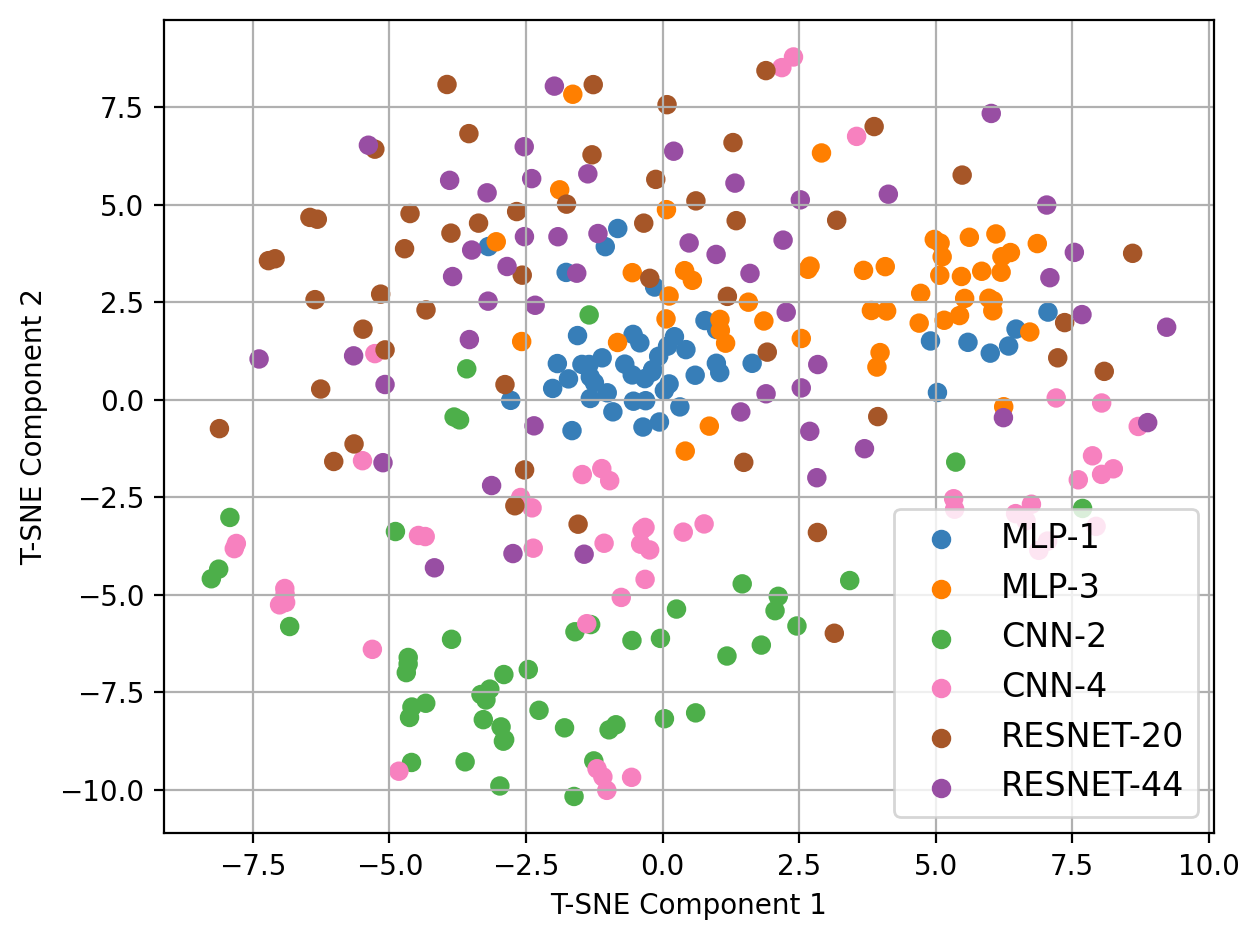 T-SNE Component 2
7.5
5.0
2.5
0.0
−2.5
−5.0
−7.5
−10.0
MLP-1
MLP-3
CNN-2
CNN-4
RESNET-20
RESNET-44
−7.5 −5.0 −2.5 0.0 2.5 5.0 7.5 10.0
T-SNE Component 1